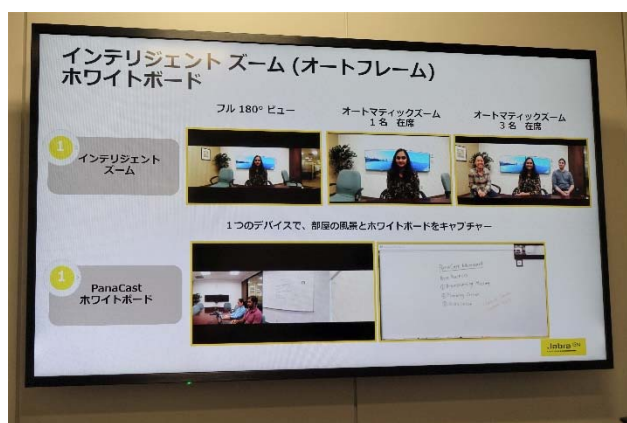 インテリジェント ズーム (オートフレーム)
ホワイトボード
フル 180° ビュー
オートマティックズーム
1 名 在席
オートマティックズーム
3 名 在席
1
インテリジェント
ズーム
1つのデバイスで、部屋の風景とホワイトボードをキャプチャー
1
PanaCast
ホワイトボード
Jabra GN